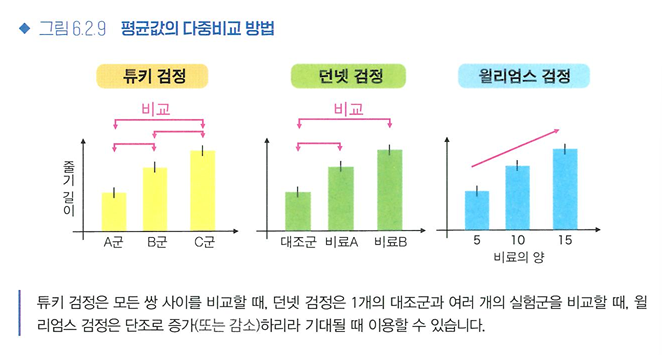 ◆ 그림 6.2.9 평균값의 다중비교 방법
튜키 검정
비교
줄기 길이
A군 B군 C군
던넷 검정
비교
대조군 비료A 비료B
윌리엄스 검정
5 10 15
비료의 양
튜키 검정은 모든 쌍 사이를 비교할 때, 던넷 검정은 1개의 대조군과 여러 개의 실험군을 비교할 때, 윌
리엄스 검정은 단조로 증가(또는 감소)하리라 기대될 때 이용할 수 있습니다.